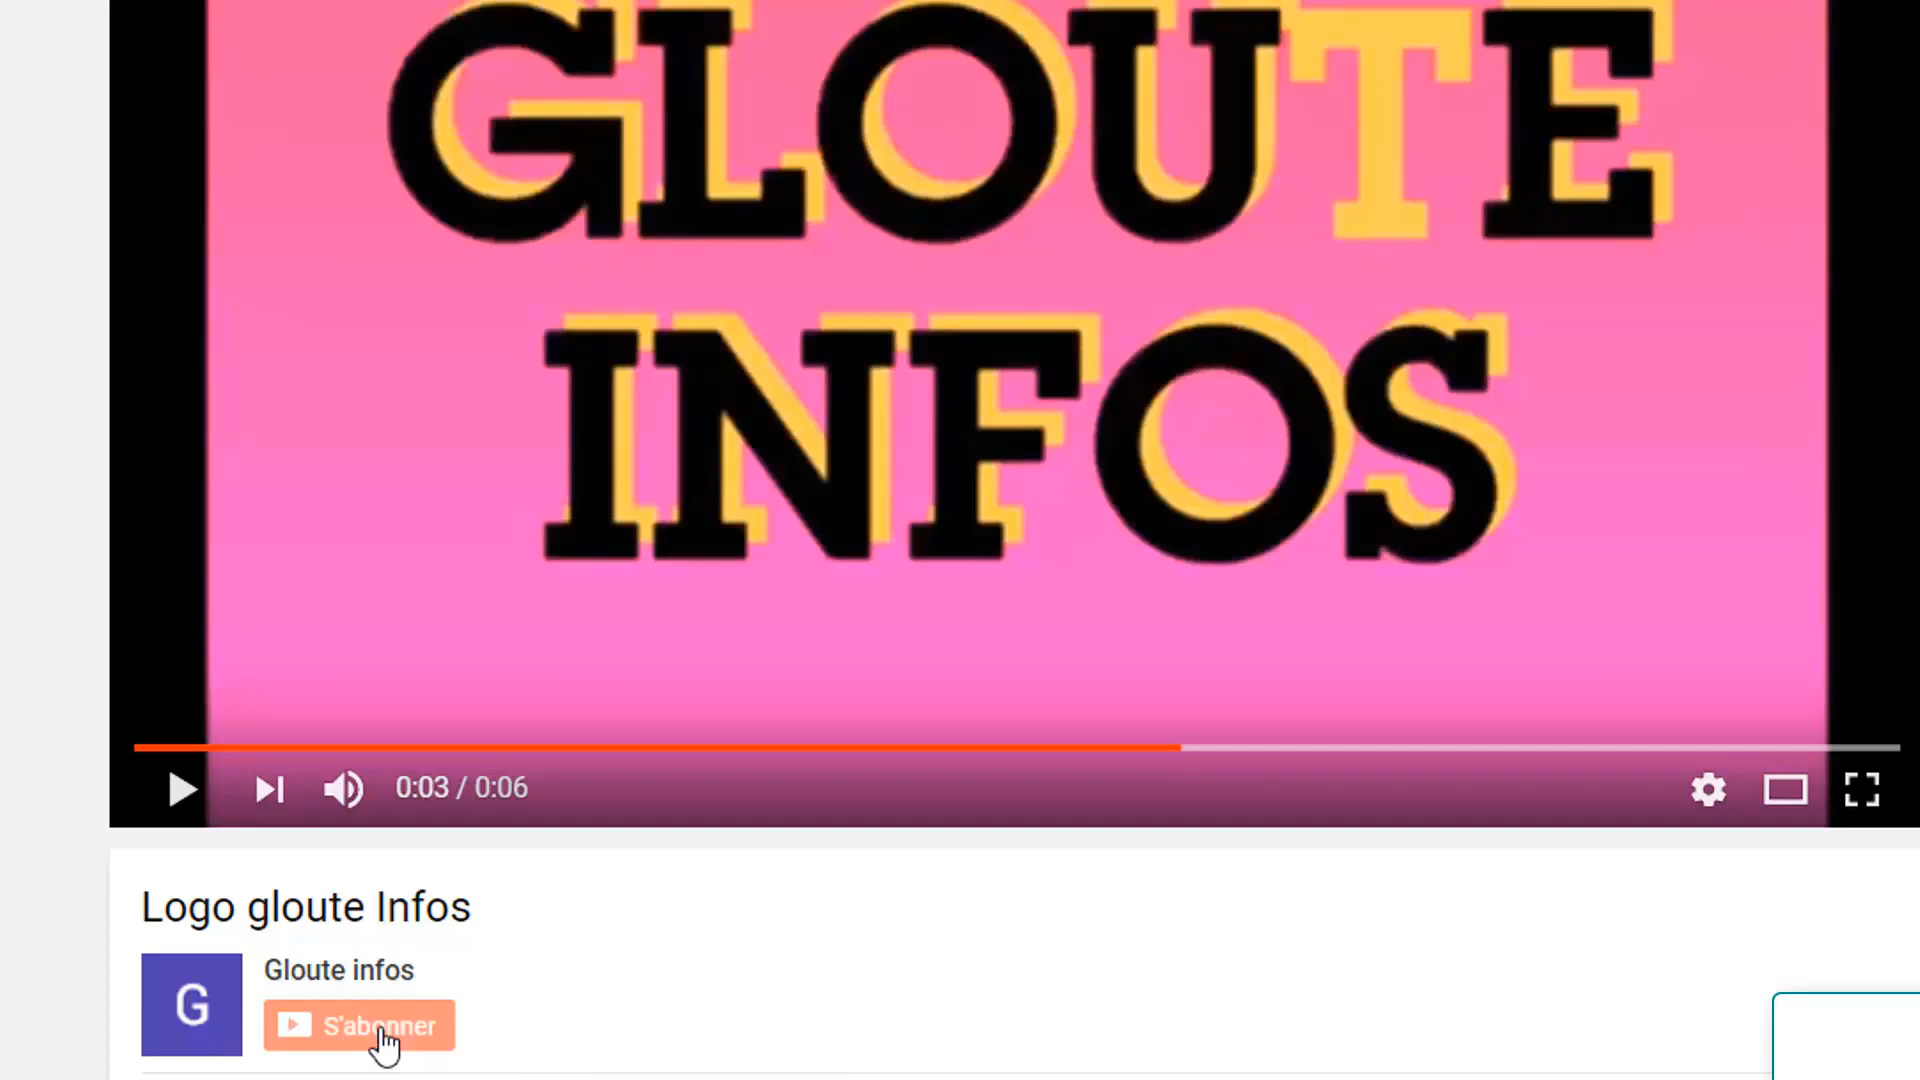 GLOUTE
INFOS
0:03 / 0:06
Logo gloute Infos
G
Gloute infos
S'abonner